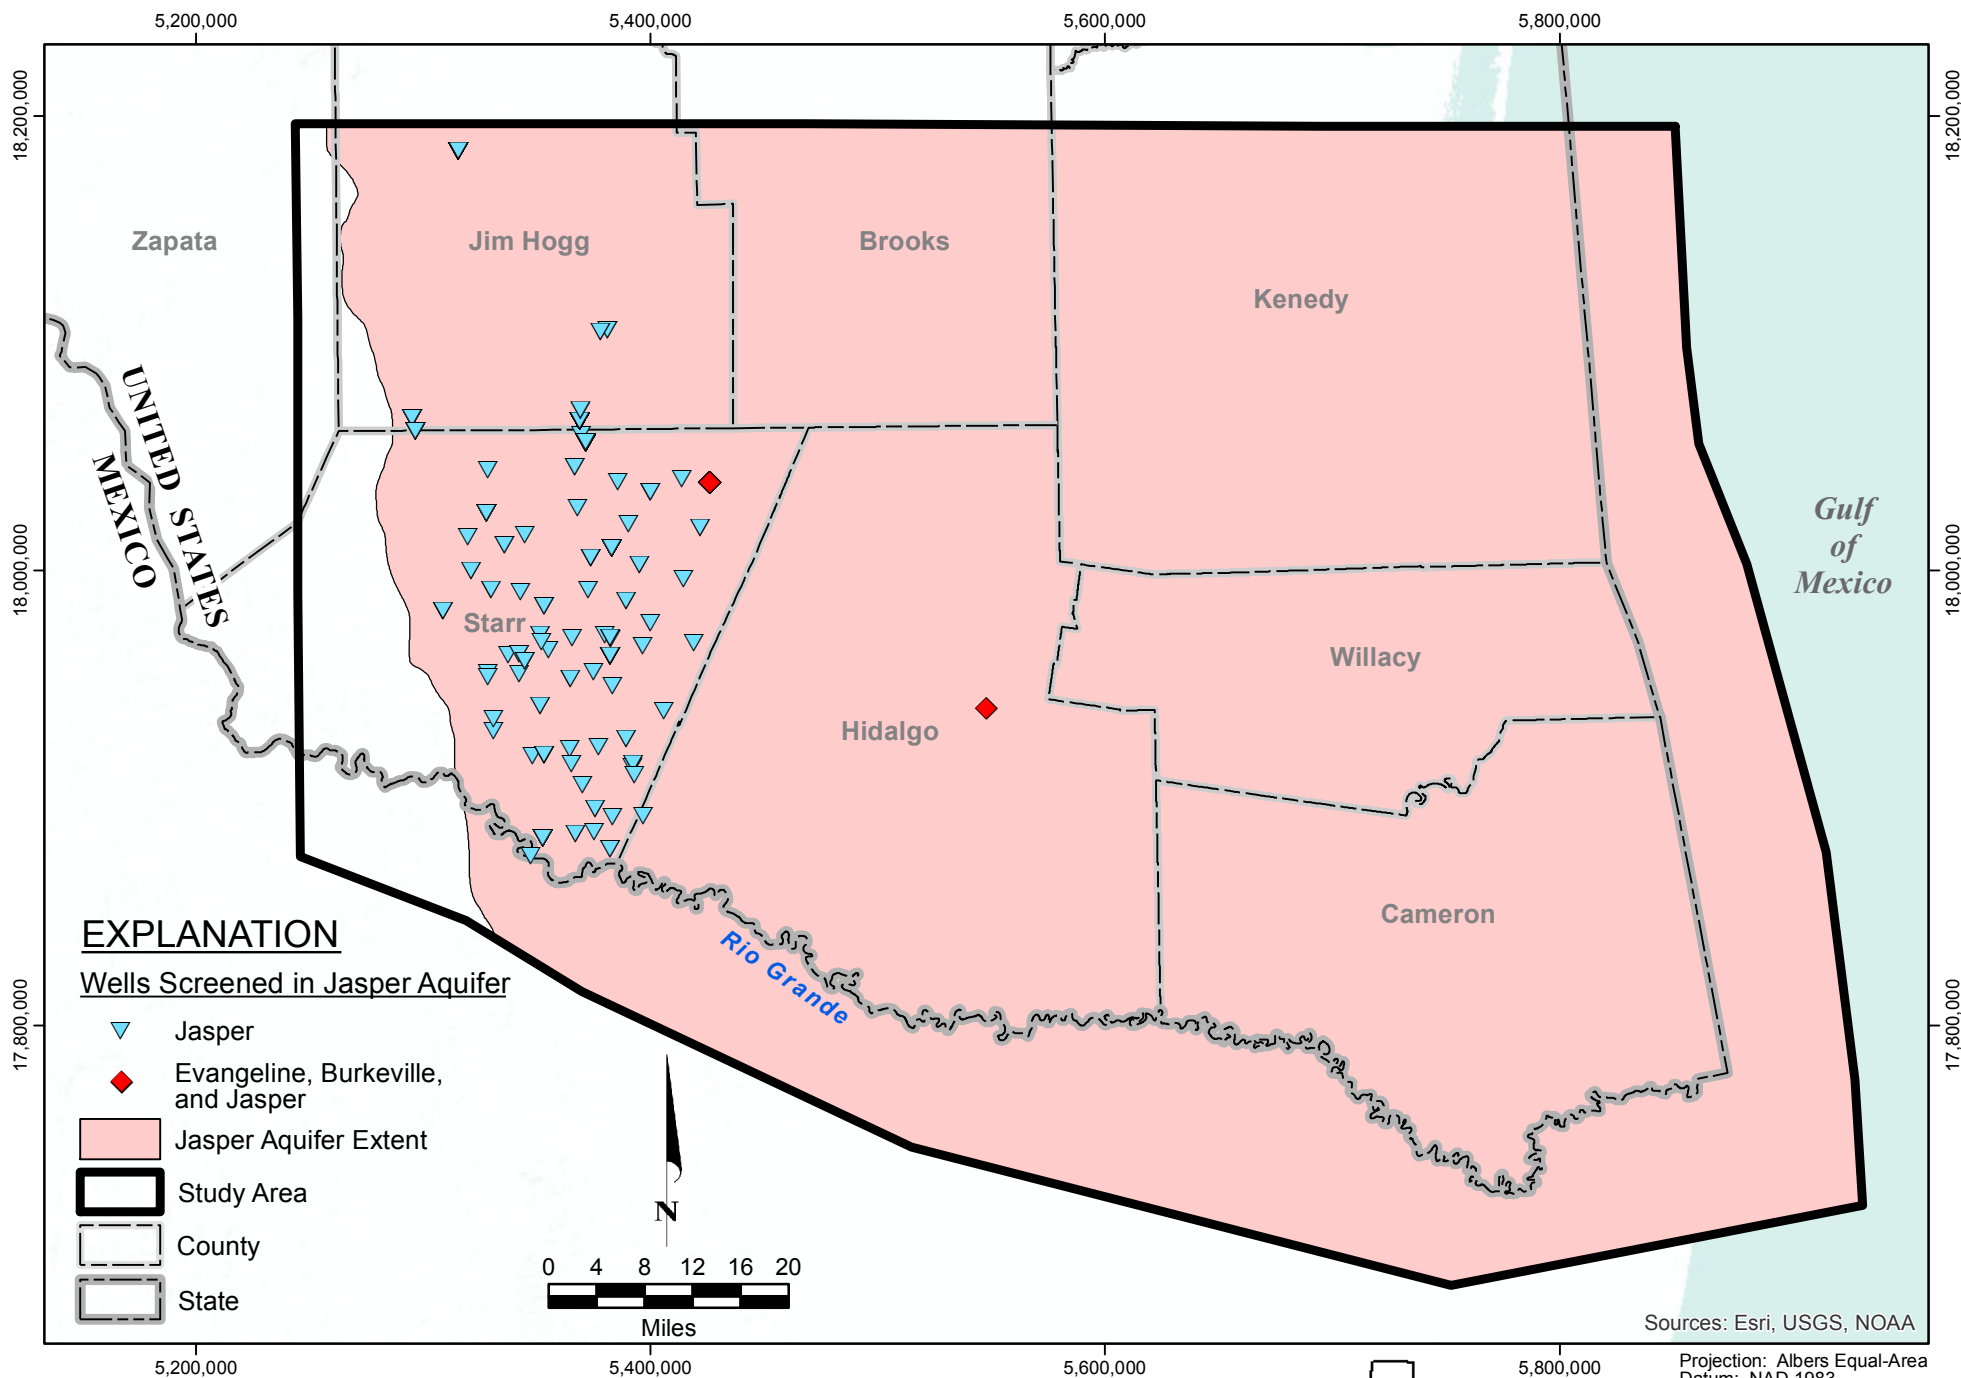 5,200,000 5,400,000 5,600,000 5,800,000
18,200,000 18,200,000
Zapata Jim Hogg Brooks
Kenedy
UNITED STATES
MEXICO
Gulf
of
Mexico
18,000,000 18,000,000
Starr
Willacy
Hidalgo
Cameron
Rio Grande
EXPLANATION
Wells Screened in Jasper Aquifer
Jasper
Evangeline, Burkeville,
and Jasper
Jasper Aquifer Extent
Study Area
County
State
17,800,000 17,800,000
N
0 4 8 12 16 20
Miles
Sources: Esri, USGS, NOAA
5,200,000 5,400,000 5,600,000 5,800,000
Projection: Albers Equal-Area
Datum: NAD 1983